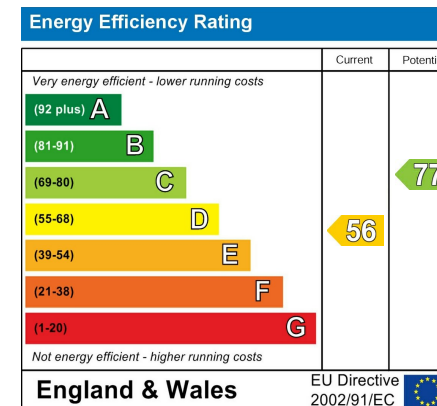 Energy Efficiency Rating
Current
Potenti
Very energy efficient - lower running costs
(92 plus) A
(81-91) B
(69-80) C
77
(55-68) D
56
(39-54) E
(21-38) F
(1-20) G
Not energy efficient - higher running costs
England & Wales
EU Directive
2002/91/EC